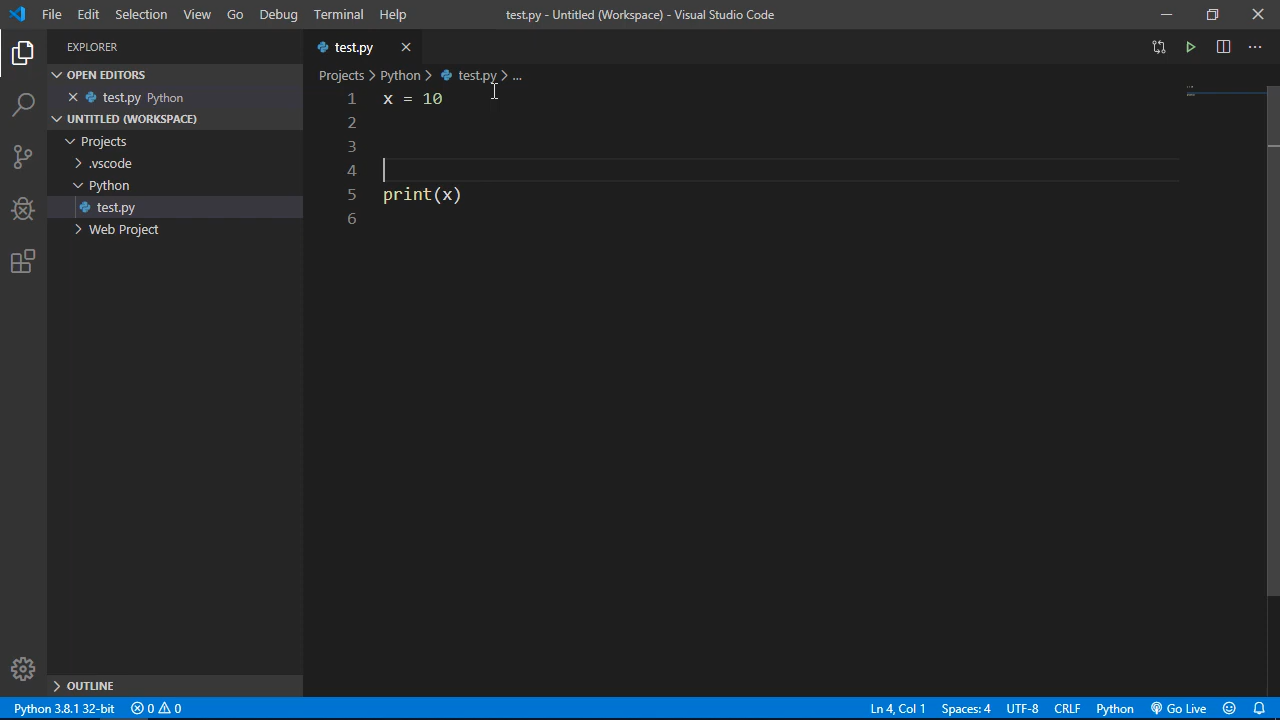 File Edit Selection View Go Debug Terminal Help test.py - Untitled (Workspace) - Visual Studio Code
EXPLORER
OPEN EDITORS
test.py Python
UNTITLED (WORKSPACE)
Projects
.vscode
Python
test.py
Web Project
OUTLINE
test.py
Projects > Python > test.py > ...
1 x = 10
2
3
4
5 print(x)
6
Python 3.8.1 32-bit 0 0 Ln 4, Col 1 Spaces: 4 UTF-8 CRLF Python Go Live